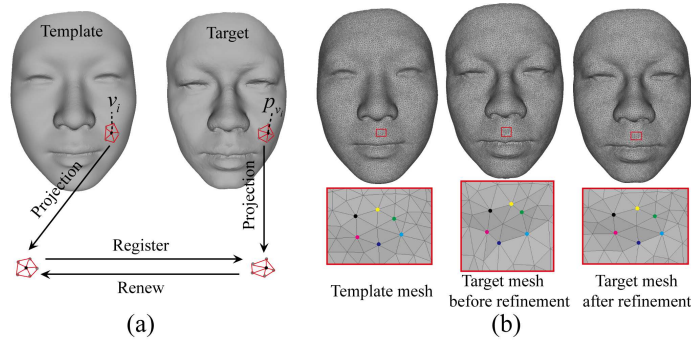 Template
Target
v_i
p_{v_i}
Projection
Projection
Register
Renew
(a)
Template mesh
Target mesh
before refinement
Target mesh
after refinement
(b)